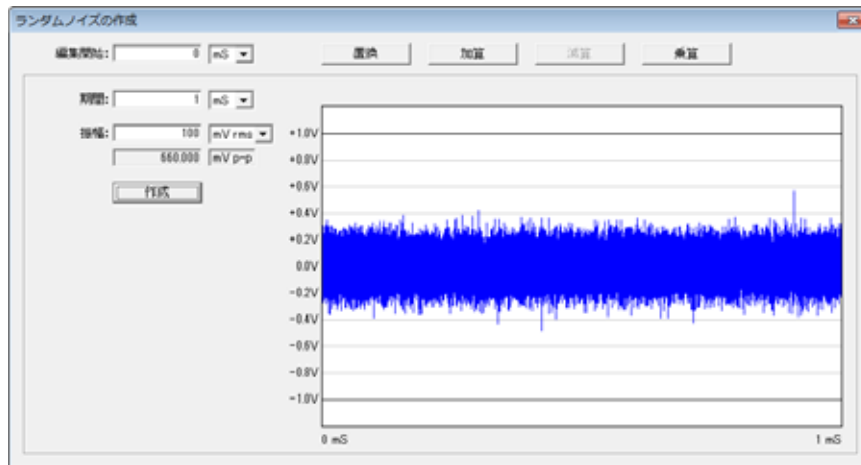 ランダムノイズの作成
編集開始: 0 mS 置換 加算 減算 乗算
期間: 1 mS
振幅: 100 mV rms
660.000 mV p-p
作成
+1.0V
+0.8V
+0.6V
+0.4V
+0.2V
0.0V
-0.2V
-0.4V
-0.6V
-0.8V
-1.0V
0 mS 1 mS